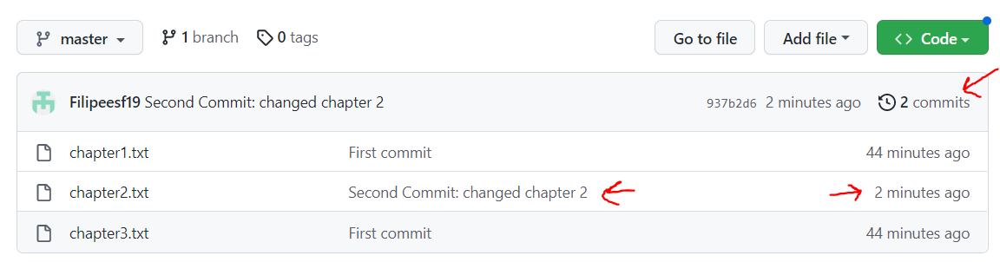 master 1 branch 0 tags Go to file Add file Code
Filipeesf19 Second Commit: changed chapter 2 937b2d6 2 minutes ago 2 commits
chapter1.txt First commit 44 minutes ago
chapter2.txt Second Commit: changed chapter 2 2 minutes ago
chapter3.txt First commit 44 minutes ago